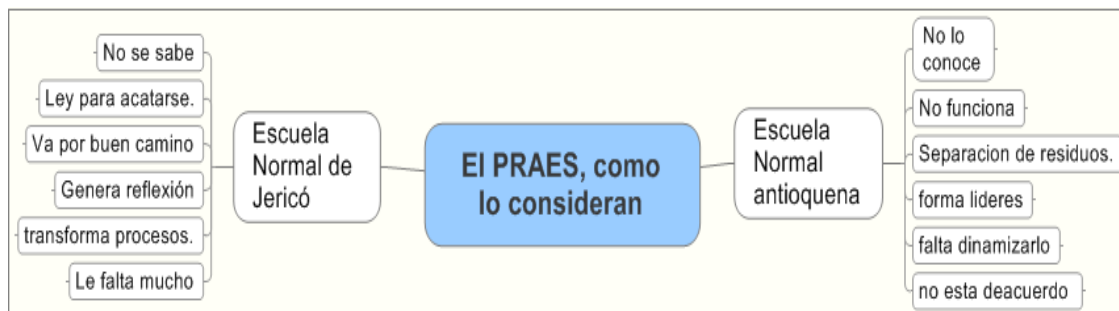 No se sabe
Ley para acatarse.
Va por buen camino
Genera reflexión
transforma procesos.
Le falta mucho
Escuela
Normal de
Jericó
El PRAES, como
lo consideran
Escuela
Normal
antioquena
No lo
conoce
No funciona
Separacion de residuos.
forma lideres
falta dinamizarlo
no esta deacuerdo